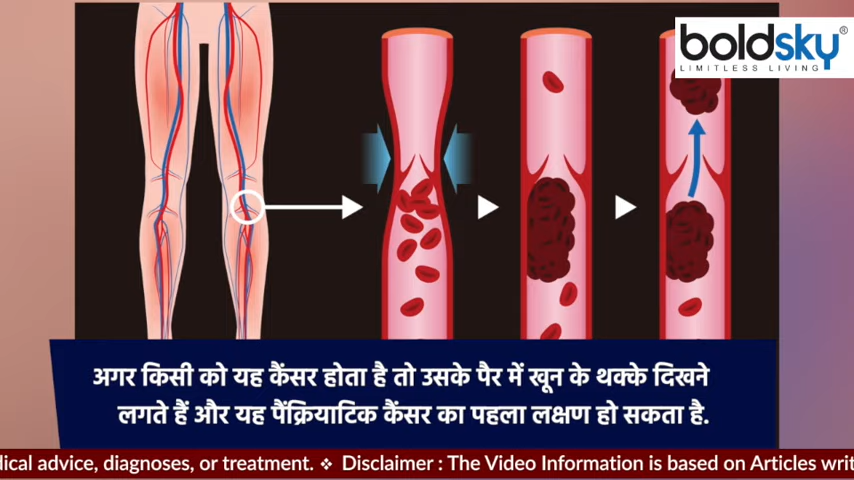 boldsky®
LIMITLESS LIVING
अगर किसी को यह कैंसर होता है तो उसके पैर में खून के थक्के दिखने
लगते हैं और यह पैंक्रियाटिक कैंसर का पहला लक्षण हो सकता है.
dical advice, diagnoses, or treatment. ❖ Disclaimer : The Video Information is based on Articles writ